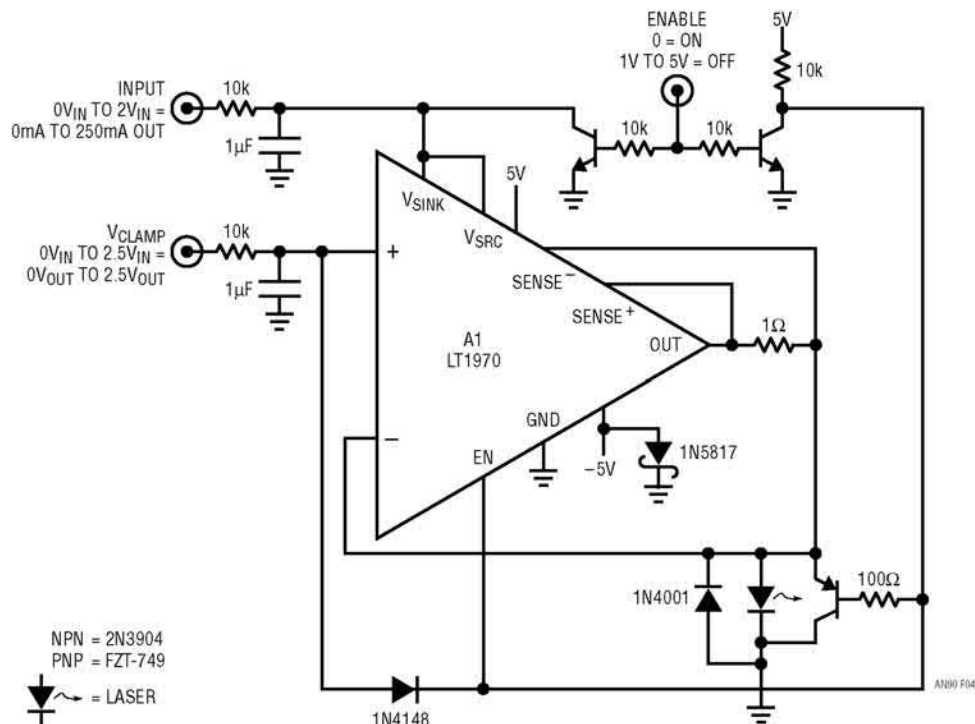 ENABLE
0 = ON
1V TO 5V = OFF
5V
10k
INPUT
0VIN TO 2VIN =
0mA TO 250mA OUT
10k
1µF
10k
10k
5V
VSINK
VSRC
VCLAMP
0VIN TO 2.5VIN =
0VOUT TO 2.5VOUT
10k
1µF
+
SENSE –
SENSE +
1Ω
A1
LT1970
OUT
GND
–
EN
–5V
1N5817
1N4001
100Ω
NPN = 2N3904
PNP = FZT-749
= LASER
1N4148
AN90 F04